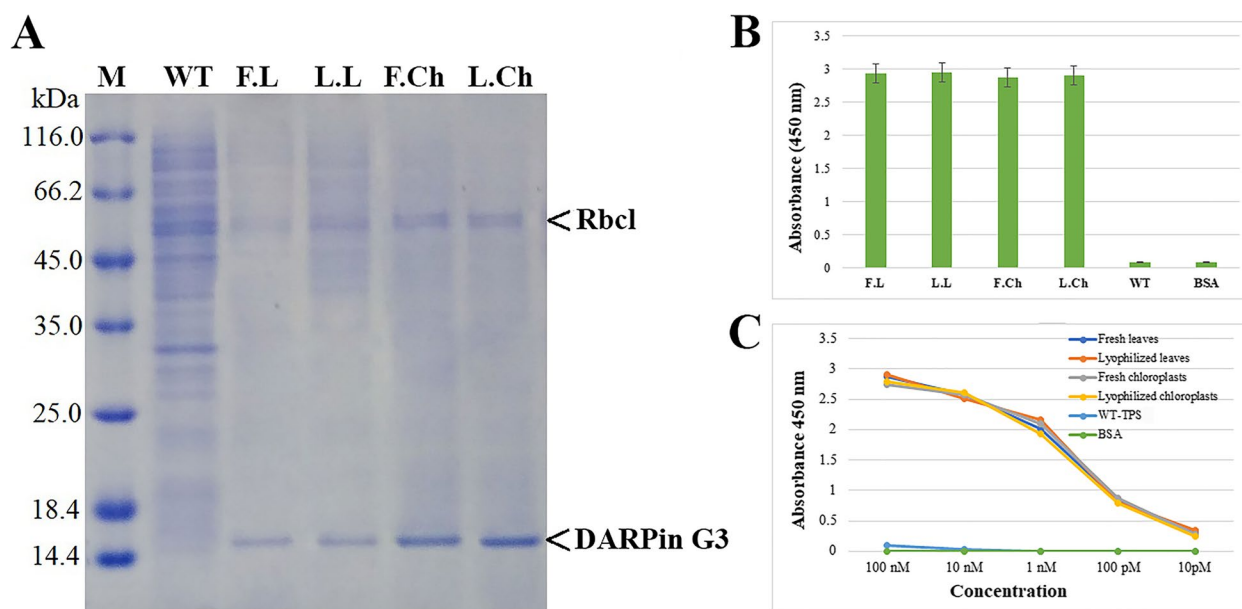 A
M WT F.L L.L F.Ch L.Ch
kDa
116.0
66.2
45.0
35.0
25.0
18.4
14.4
< Rbcl
< DARPin G3
B
Absorbance (450 nm)
3.5
3
2.5
2
1.5
1
0.5
0
F.L L.L F.Ch L.Ch WT BSA
C
Absorbance 450 nm
3.5
3
2.5
2
1.5
1
0.5
0
Fresh leaves
Lyophilized leaves
Fresh chloroplasts
Lyophilized chloroplasts
WT-TPS
BSA
100 nM 10 nM 1 nM 100 pM 10pM
Concentration